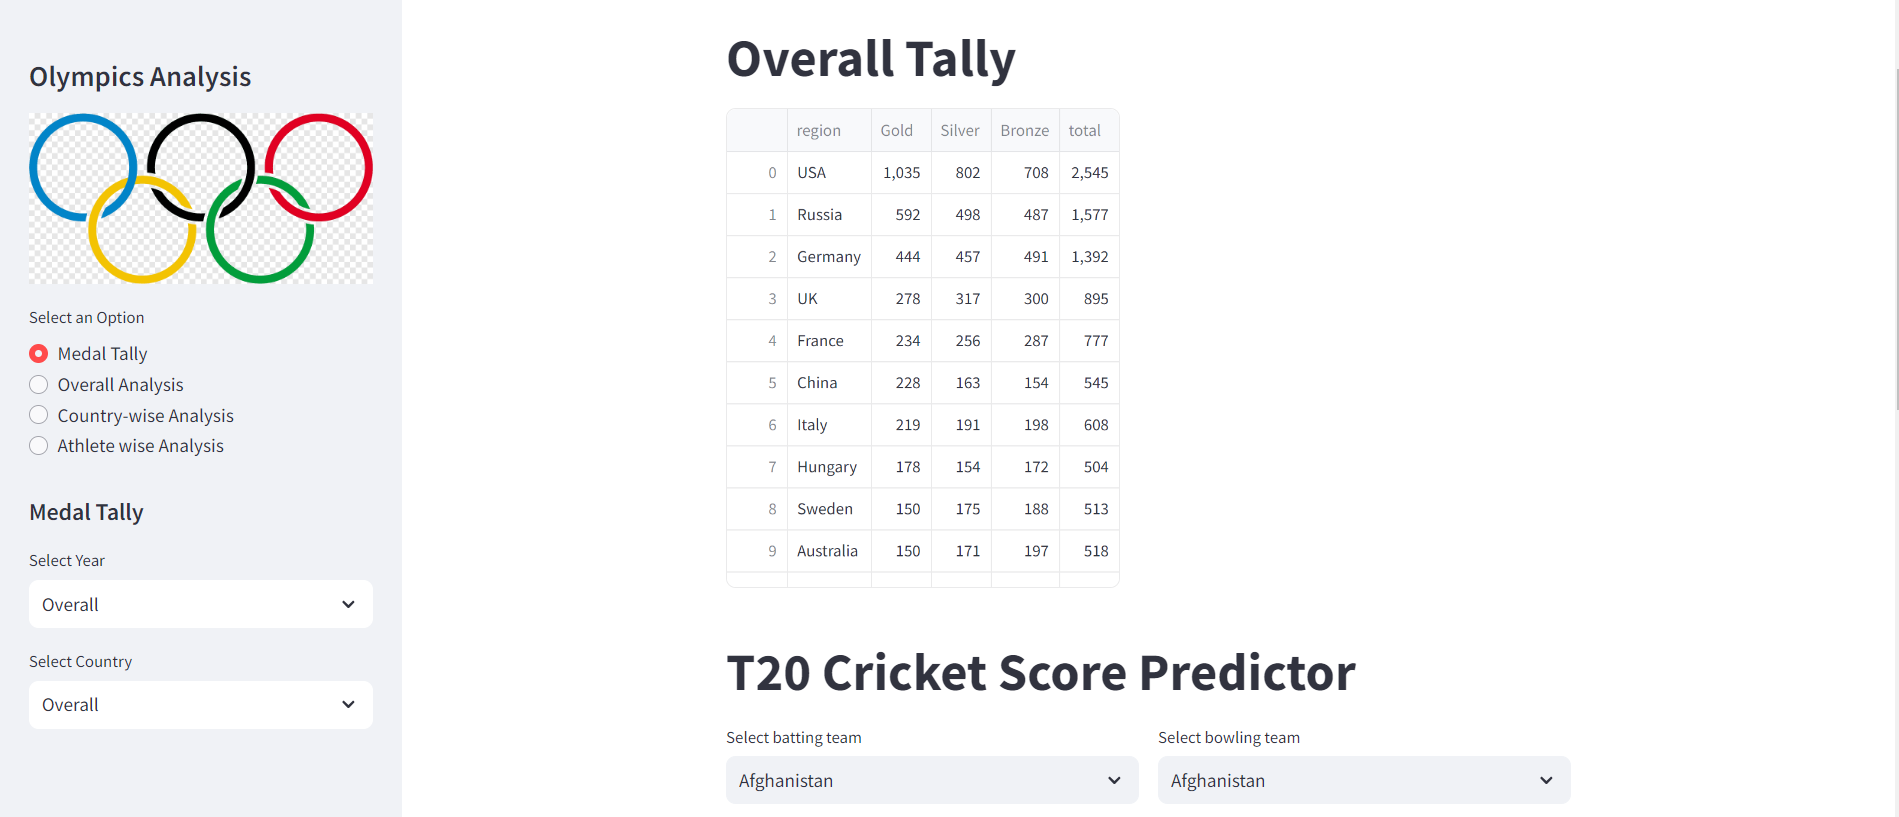 Olympics Analysis
Select an Option
Medal Tally
Overall Analysis
Country-wise Analysis
Athlete wise Analysis
Medal Tally
Select Year
Overall
Select Country
Overall
Overall Tally
region Gold Silver Bronze total
0 USA 1,035 802 708 2,545
1 Russia 592 498 487 1,577
2 Germany 444 457 491 1,392
3 UK 278 317 300 895
4 France 234 256 287 777
5 China 228 163 154 545
6 Italy 219 191 198 608
7 Hungary 178 154 172 504
8 Sweden 150 175 188 513
9 Australia 150 171 197 518
T20 Cricket Score Predictor
Select batting team Select bowling team
Afghanistan Afghanistan